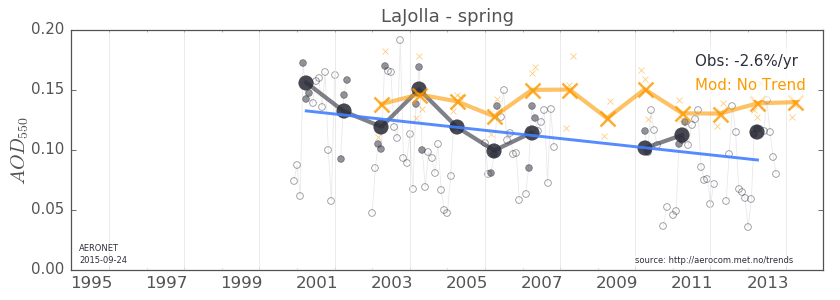 LaJolla - spring
0.20
0.15
0.10
0.05
0.00
AOD550
Obs: -2.6%/yr
Mod: No Trend
AERONET
2015-09-24
source: http://aerocom.met.no/trends
1995 1997 1999 2001 2003 2005 2007 2009 2011 2013